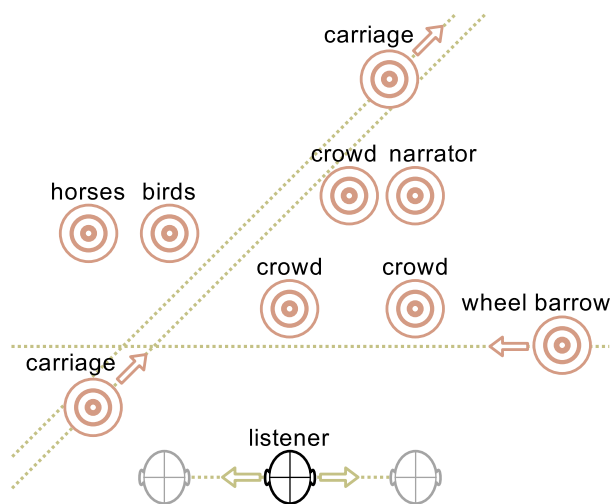 carriage
crowd narrator
horses birds
crowd crowd
wheel barrow
carriage
listener